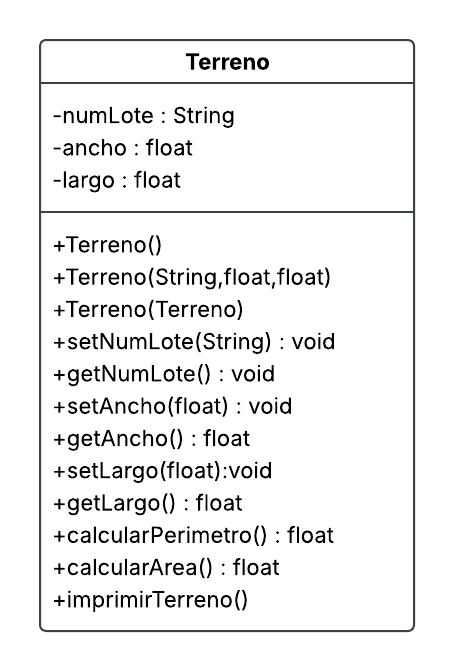 Terreno
-numLote : String
-ancho : float
-largo : float
+Terreno()
+Terreno(String,float,float)
+Terreno(Terreno)
+setNumLote(String) : void
+getNumLote() : void
+setAncho(float) : void
+getAncho() : float
+setLargo(float):void
+getLargo() : float
+calcularPerimetro() : float
+calcularArea() : float
+imprimirTerreno()